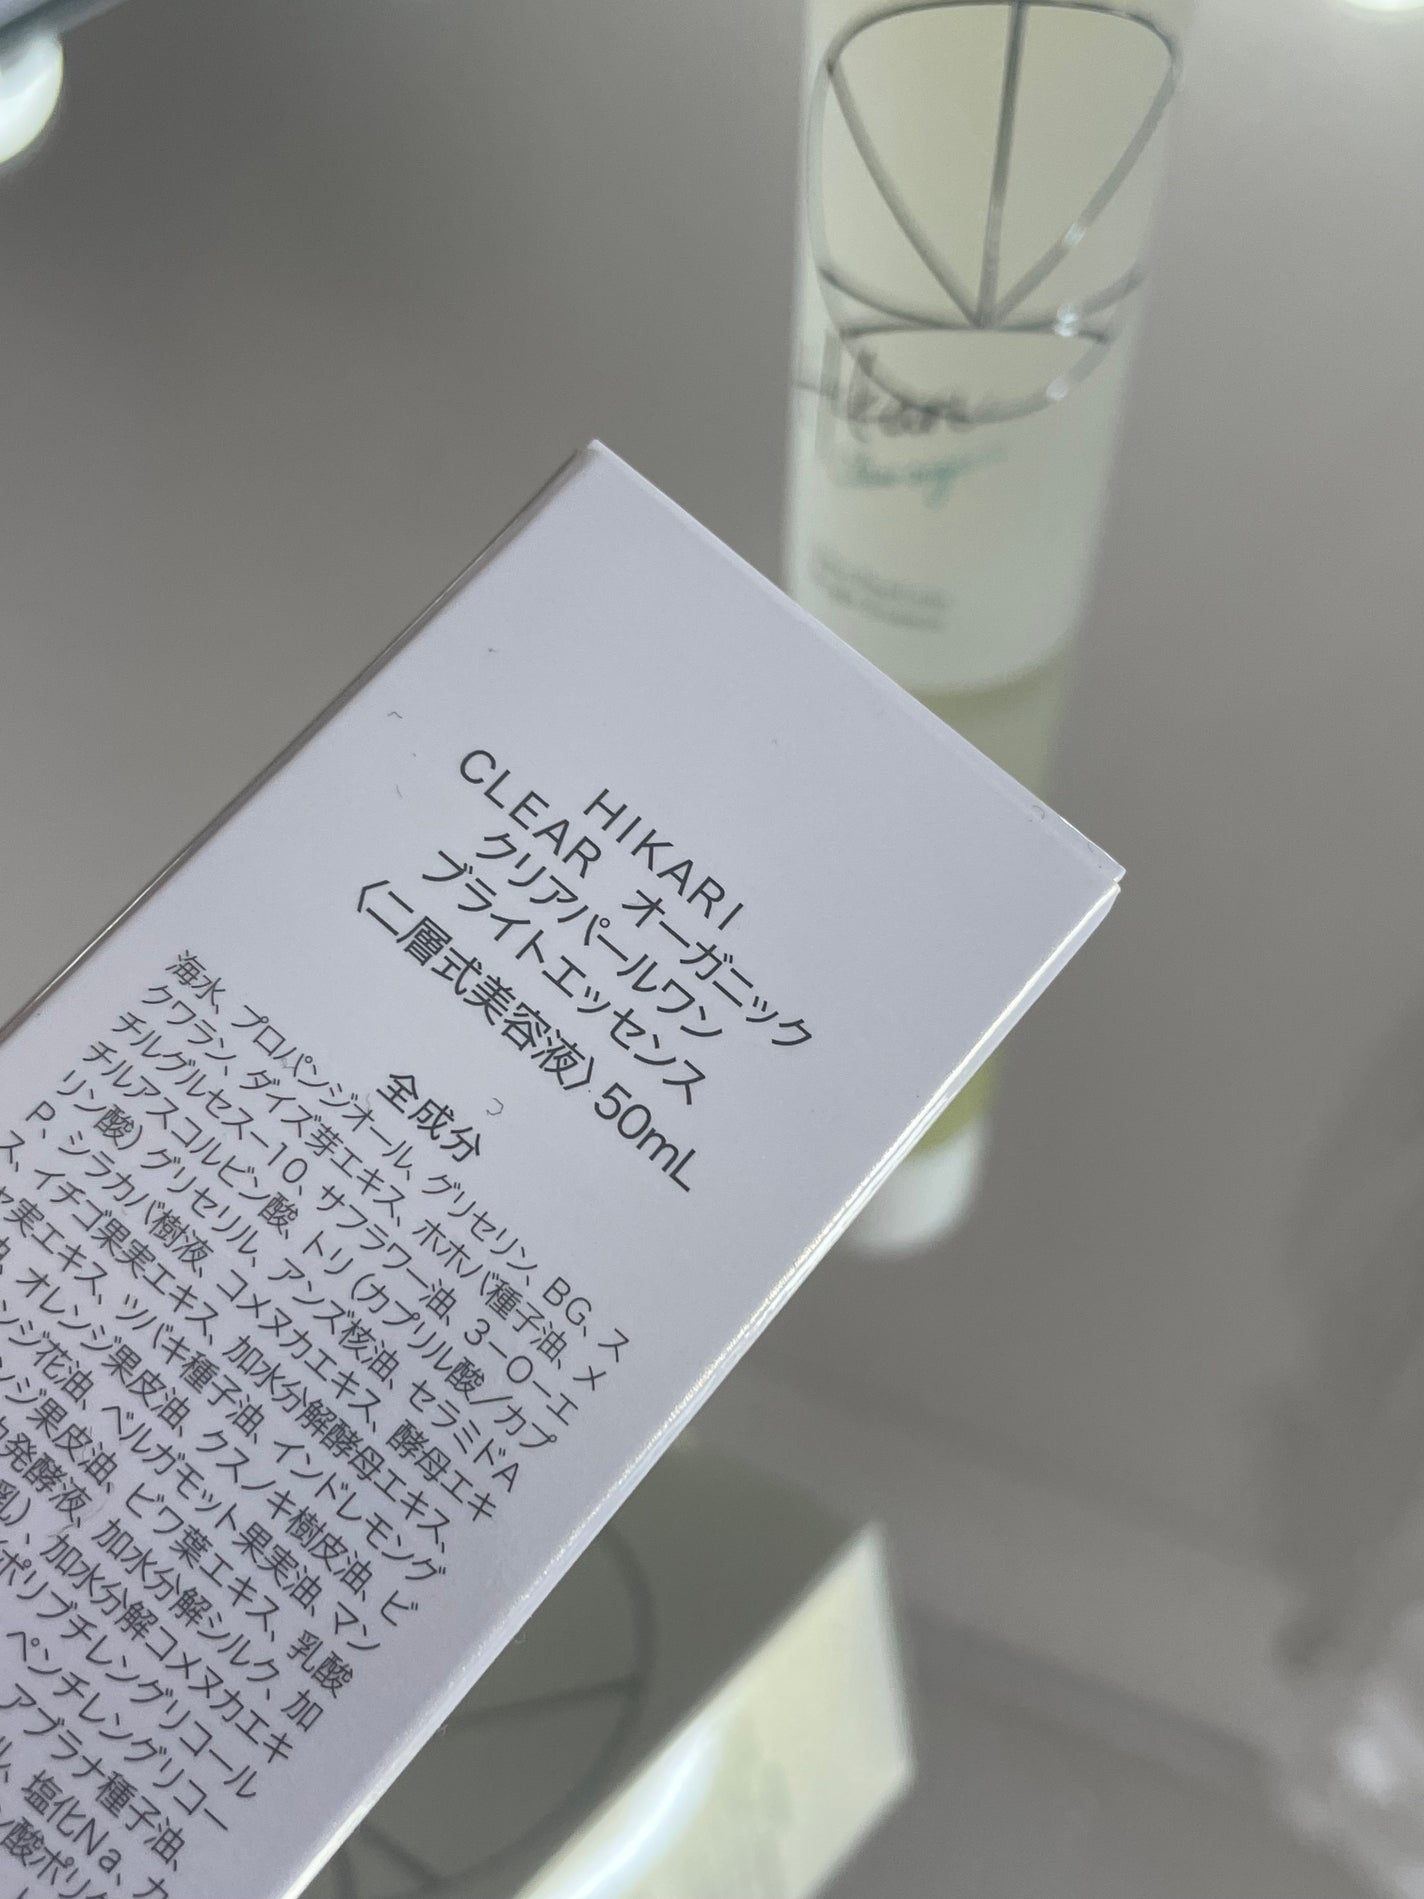 HIKARI
CLEAR オーガニック
クリアパールワン
ブライトエッセンス
〈二層式美容液〉50mL
全成分
海水、プロパンジオール、グリセリン、BG、ス
クワラン、ダイズ芽エキス、ホホバ種子油、メ
チルグルセス-10、サフラワー油、3-O-エ
チルアスコルビン酸、トリ(カプリル酸/カプ
リン酸)グリセリル、アンズ核油、セラミドA
P、シラカバ樹液、コメヌカエキス、酵母エキ
ス、イチゴ果実エキス、加水分解酵母エキス、
実エキス、ツバキ種子油、インドレモング
オレンジ果皮油、クスノキ樹皮油、ビ
ンジ花油、ベルガモット果実油、マン
ンジ果皮油、ビワ葉エキス、乳酸
発酵液、加水分解シルク、加
乳)、加水分解コメヌカエキ
ポリブチレングリコール
ペンチレングリコー
アブラナ種子油、
塩化Na、カ
酸ポリ